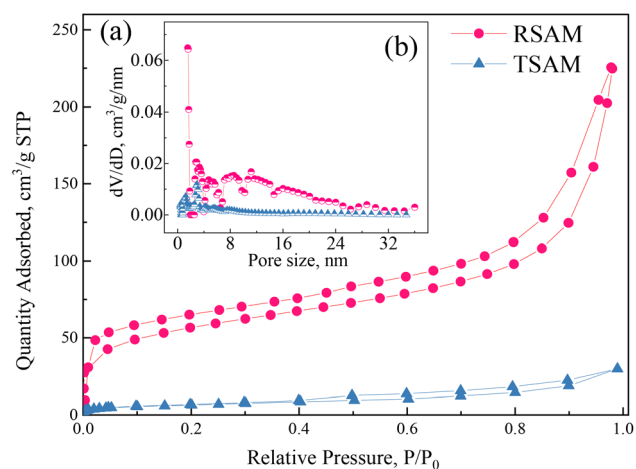 (a)
(b)
RSAM
TSAM
250
200
150
100
50
0
Quantity Adsorbed, cm³/g STP
0.0 0.2 0.4 0.6 0.8 1.0
Relative Pressure, P/P₀
0.06
0.04
0.02
0.00
dV/dD, cm³/g/nm
0 8 16 24 32
Pore size, nm